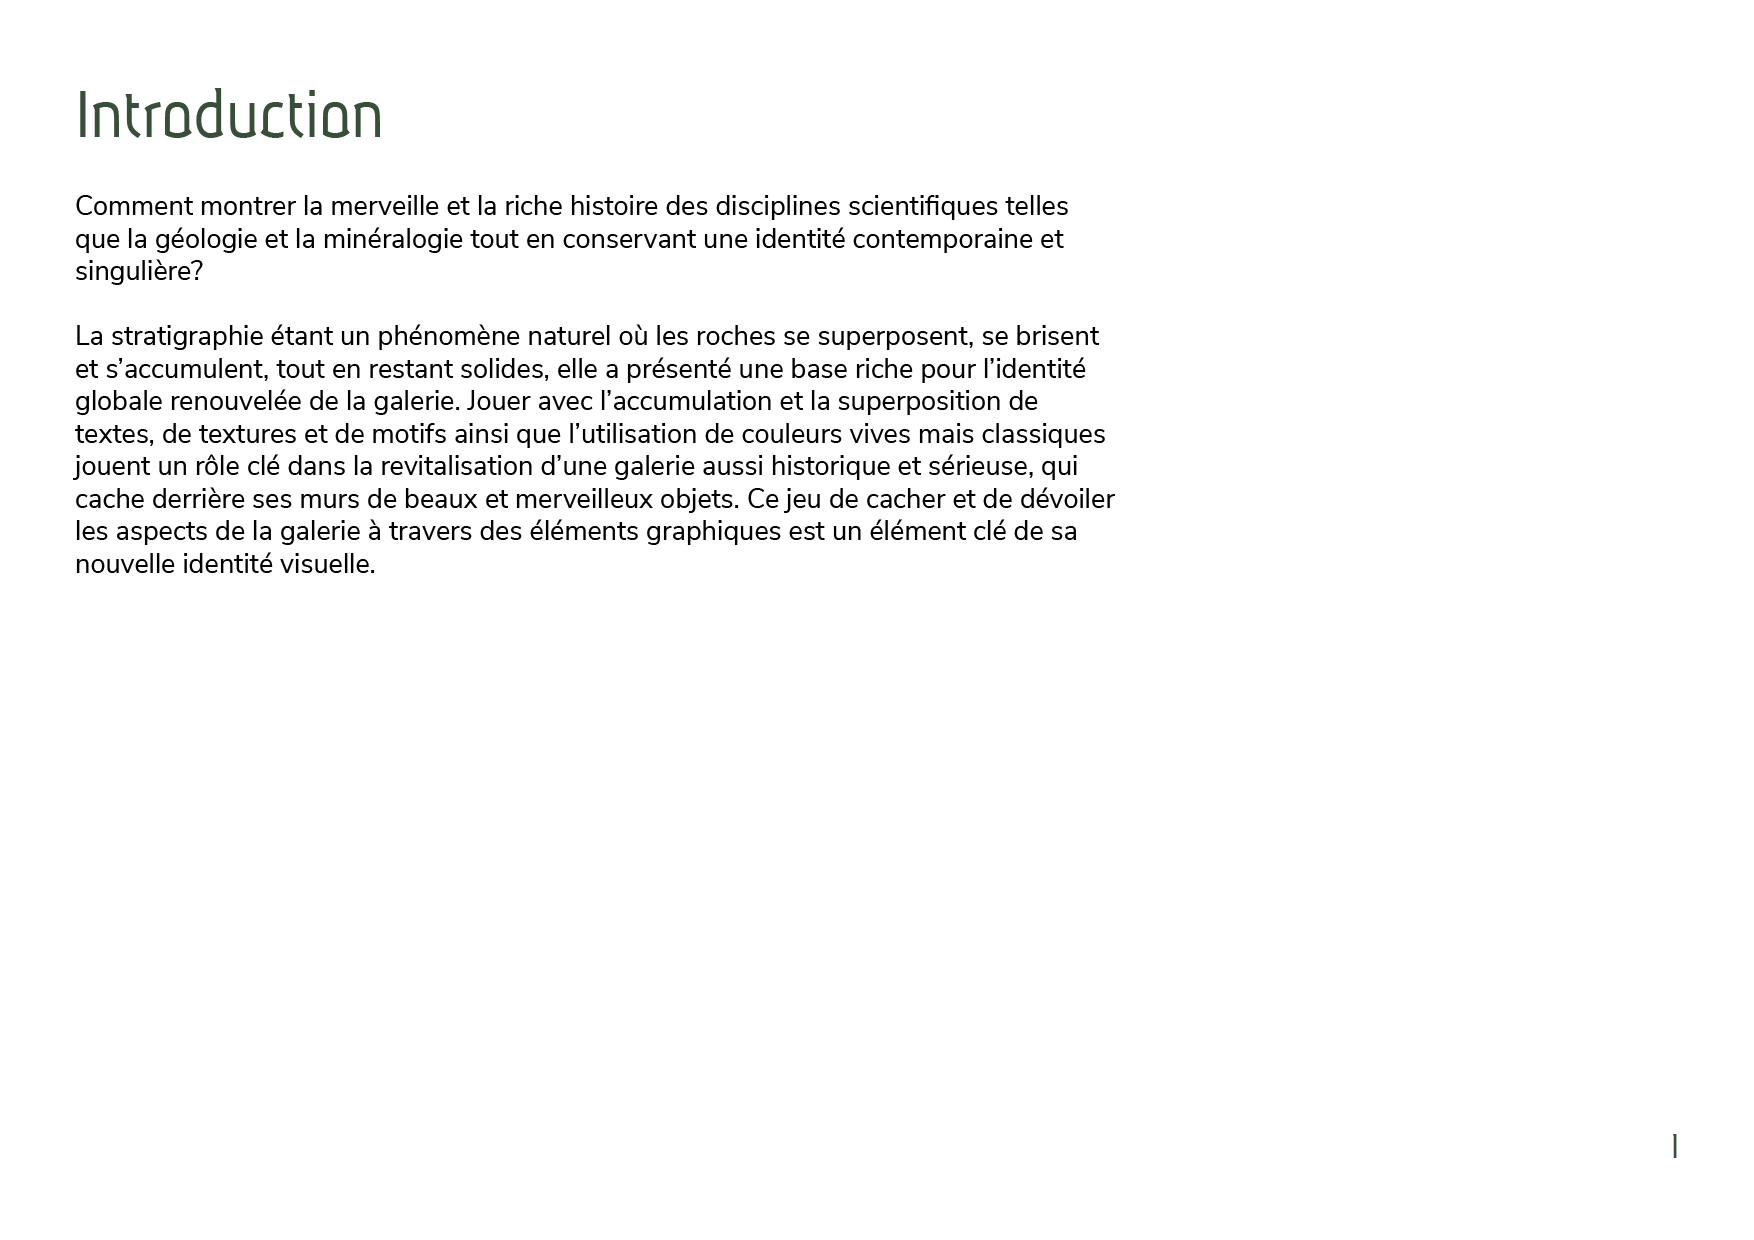 Introduction
Comment montrer la merveille et la riche histoire des disciplines scientifiques telles
que la géologie et la minéralogie tout en conservant une identité contemporaine et
singulière?
La stratigraphie étant un phénomène naturel où les roches se superposent, se brisent
et s’accumulent, tout en restant solides, elle a présenté une base riche pour l’identité
globale renouvelée de la galerie. Jouer avec l’accumulation et la superposition de
textes, de textures et de motifs ainsi que l’utilisation de couleurs vives mais classiques
jouent un rôle clé dans la revitalisation d’une galerie aussi historique et sérieuse, qui
cache derrière ses murs de beaux et merveilleux objets. Ce jeu de cacher et de dévoiler
les aspects de la galerie à travers des éléments graphiques est un élément clé de sa
nouvelle identité visuelle.
1